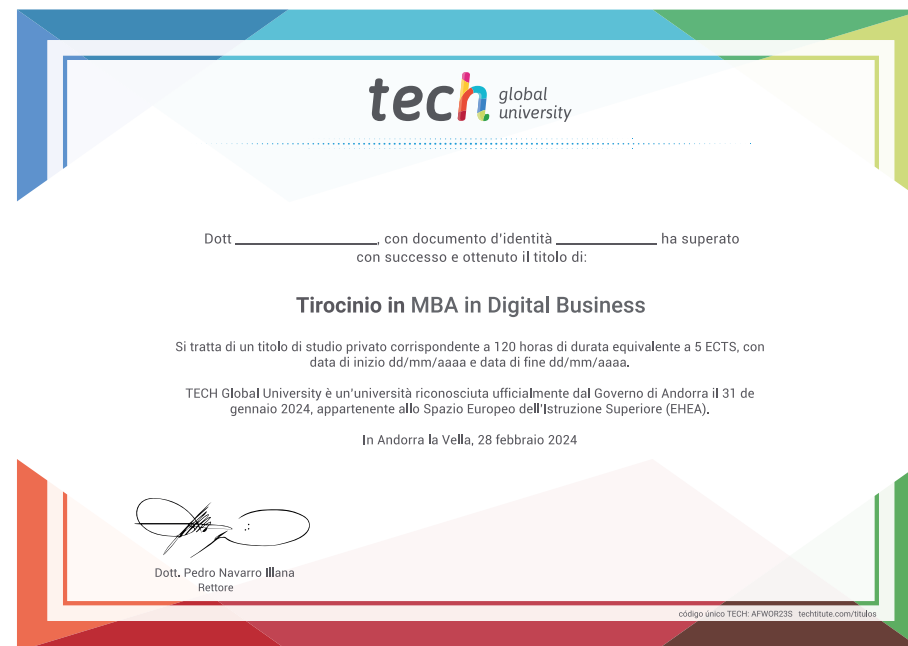 tech global university
Dott ____________, con documento d'identità ____________ ha superato
con successo e ottenuto il titolo di:
Tirocinio in MBA in Digital Business
Si tratta di un titolo di studio privato corrispondente a 120 horas di durata equivalente a 5 ECTS, con
data di inizio dd/mm/aaaa e data di fine dd/mm/aaaa.
TECH Global University è un'università riconosciuta ufficialmente dal Governo di Andorra il 31 de
gennaio 2024, appartenente allo Spazio Europeo dell'Istruzione Superiore (EHEA).
In Andorra la Vella, 28 febbraio 2024
Dott. Pedro Navarro Illana
Rettore
código único TECH: AFWOR23S techtitute.com/titulos